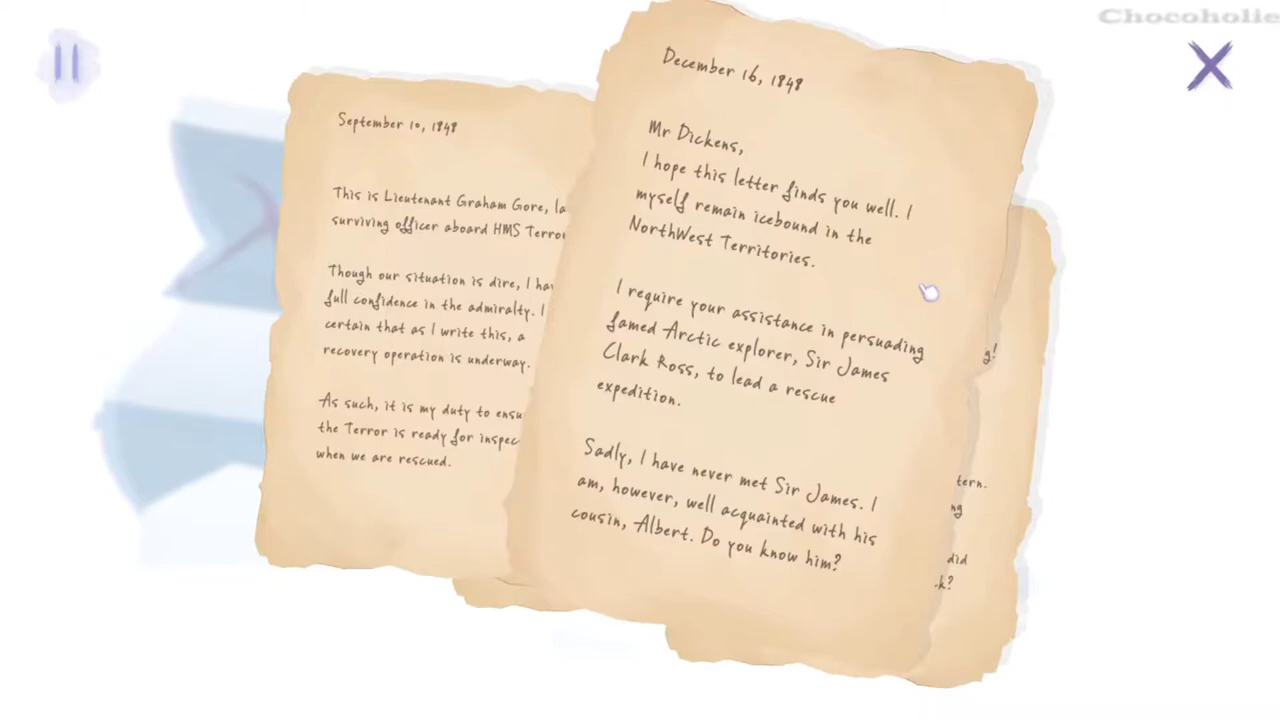 Chocoholic
September 10, 1848
This is Lieutenant Graham Gore, la
surviving officer aboard HMS Terror
Though our situation is dire, I hav
full confidence in the admiralty. I
certain that as I write this, a
recovery operation is underway.
As such, it is my duty to ensu
the Terror is ready for inspec
when we are rescued.
December 16, 1848
Mr Dickens,
I hope this letter finds you well. I
myself remain icebound in the
NorthWest Territories.
I require your assistance in persuading
famed Arctic explorer, Sir James
Clark Ross, to lead a rescue
expedition.
Sadly, I have never met Sir James. I
am, however, well acquainted with his
cousin, Albert. Do you know him?
g!
tern.
ng
did
k?